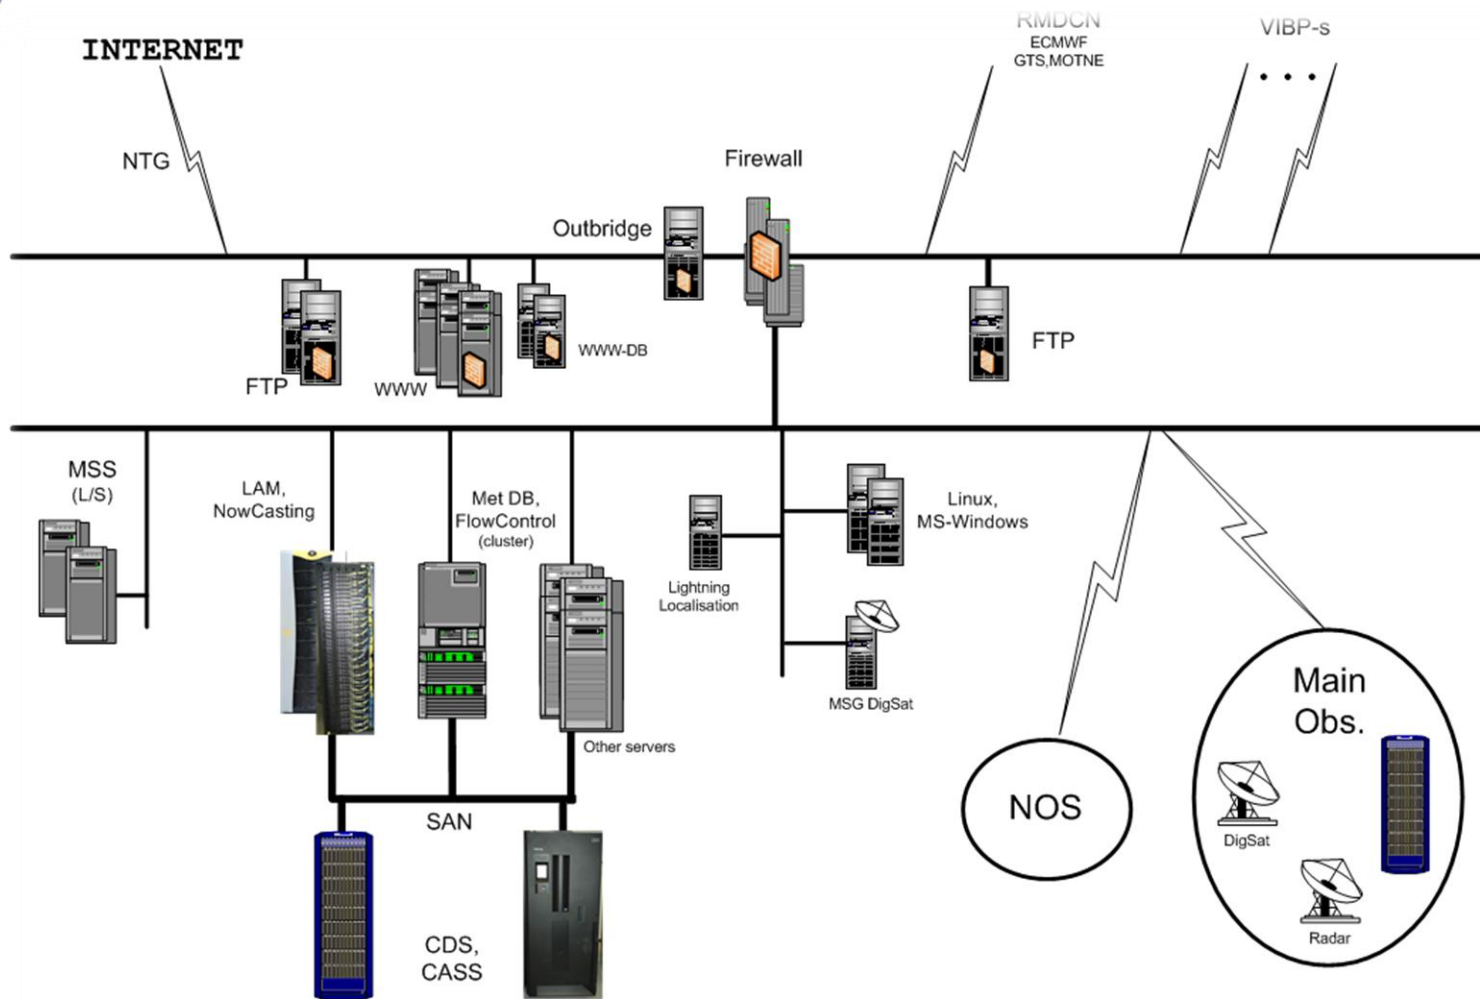 INTERNET
RMDCN
ECMWF
GTS,MOTNE
VIBP-s
NTG
Firewall
Outbridge
FTP
WWW
WWW-DB
FTP
MSS
(L/S)
LAM,
NowCasting
Met DB,
FlowControl
(cluster)
Linux,
MS-Windows
Lightning
Localisation
MSG DigSat
Other servers
SAN
CDS,
CASS
NOS
Main
Obs.
DigSat
Radar